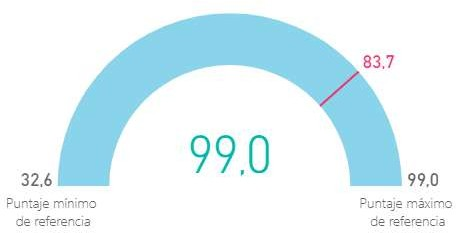 83,7
99,0
32,6
Puntaje mínimo
de referencia
99,0
Puntaje máximo
de referencia